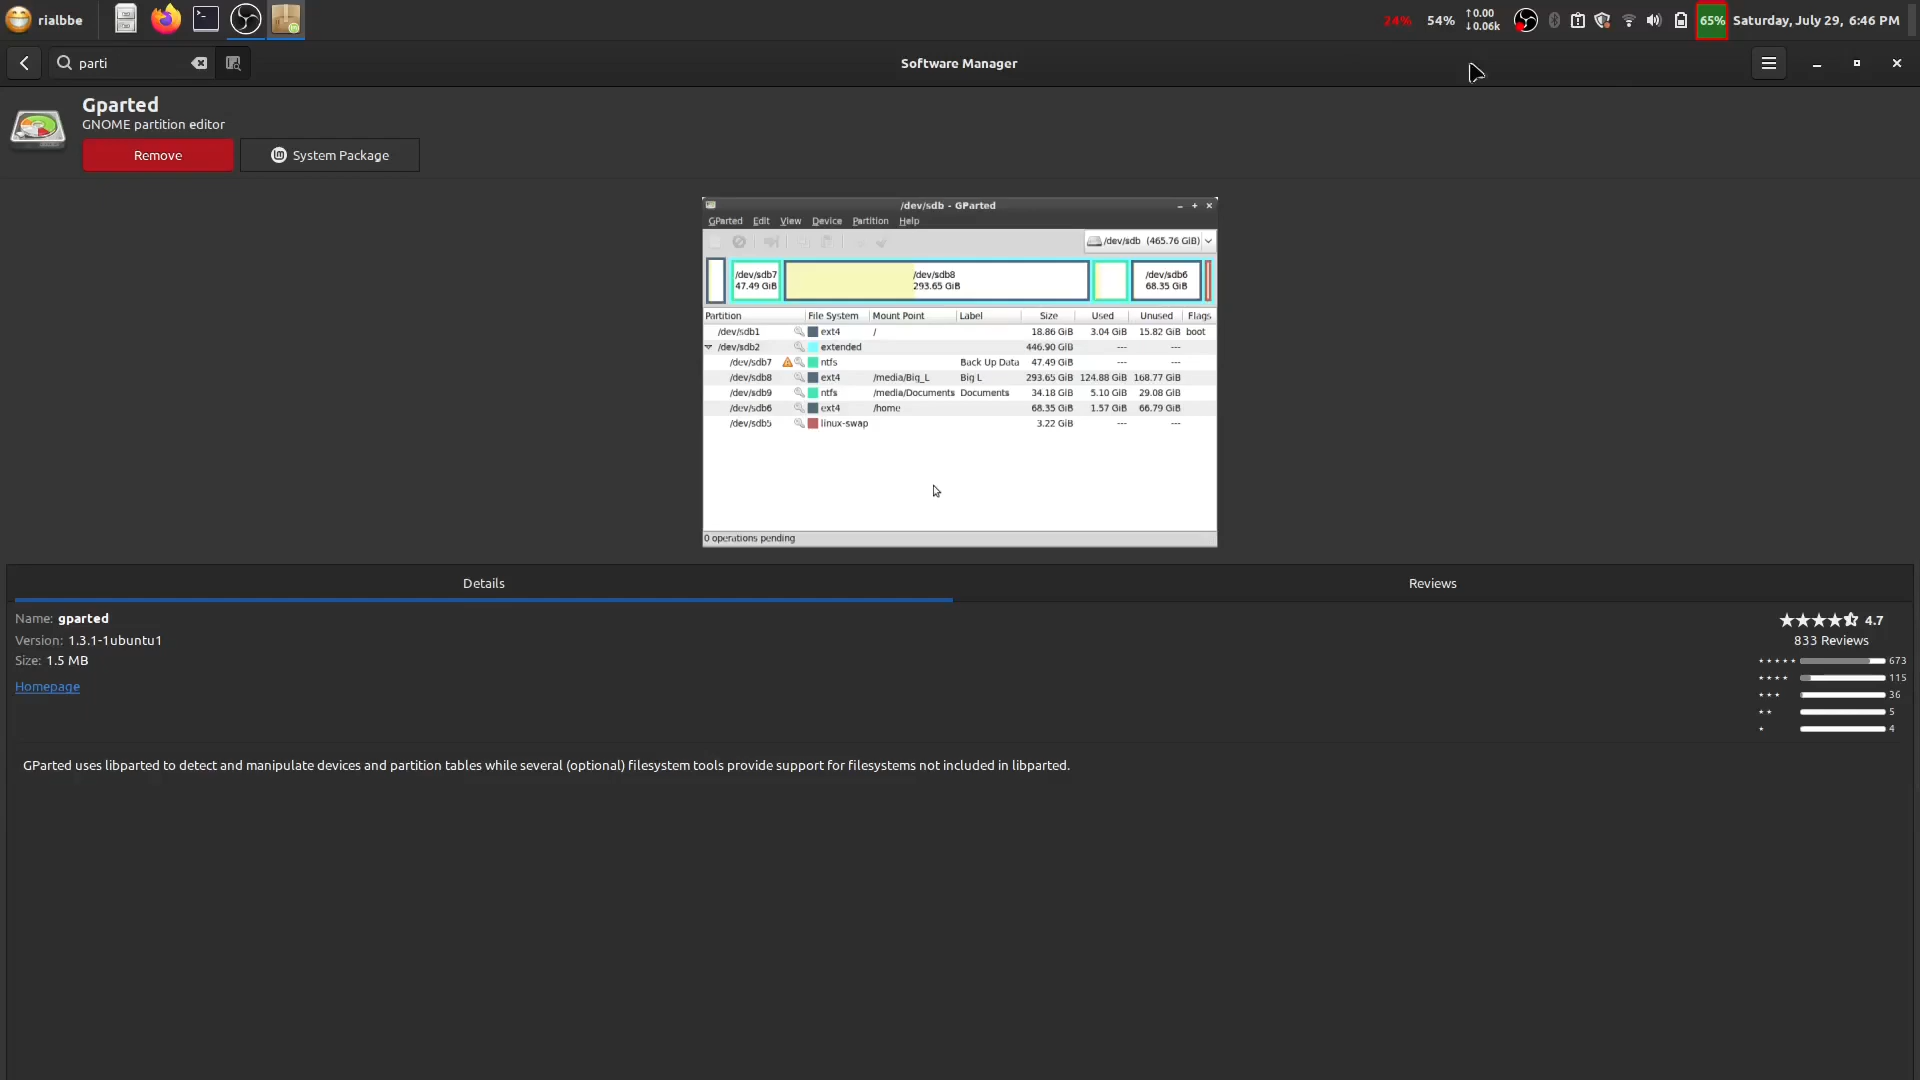 rialbbe
24% 54% ↑0.00 ↓0.06k 65% Saturday, July 29, 6:46 PM
parti
Software Manager
Gparted
GNOME partition editor
Remove System Package
/dev/sdb - GParted
GParted Edit View Device Partition Help
/dev/sdb (465.76 GiB)
/dev/sdb7 /dev/sdb8 /dev/sdb6
47.49 GiB 293.65 GiB 68.35 GiB
Partition File System Mount Point Label Size Used Unused Flags
/dev/sdb1 ext4 / 18.86 GiB 3.04 GiB 15.82 GiB boot
/dev/sdb2 extended 446.90 GiB --- ---
/dev/sdb7 ntfs Back Up Data 47.49 GiB --- ---
/dev/sdb8 ext4 /media/Big_L Big L 293.65 GiB 124.88 GiB 168.77 GiB
/dev/sdb9 ntfs /media/Documents Documents 34.18 GiB 5.10 GiB 29.08 GiB
/dev/sdb6 ext4 /home 68.35 GiB 1.57 GiB 66.79 GiB
/dev/sdb5 linux-swap 3.22 GiB --- ---
0 operations pending
Details Reviews
Name: gparted
Version: 1.3.1-1ubuntu1
Size: 1.5 MB
Homepage
4.7
833 Reviews
673
115
36
5
4
GParted uses libparted to detect and manipulate devices and partition tables while several (optional) filesystem tools provide support for filesystems not included in libparted.